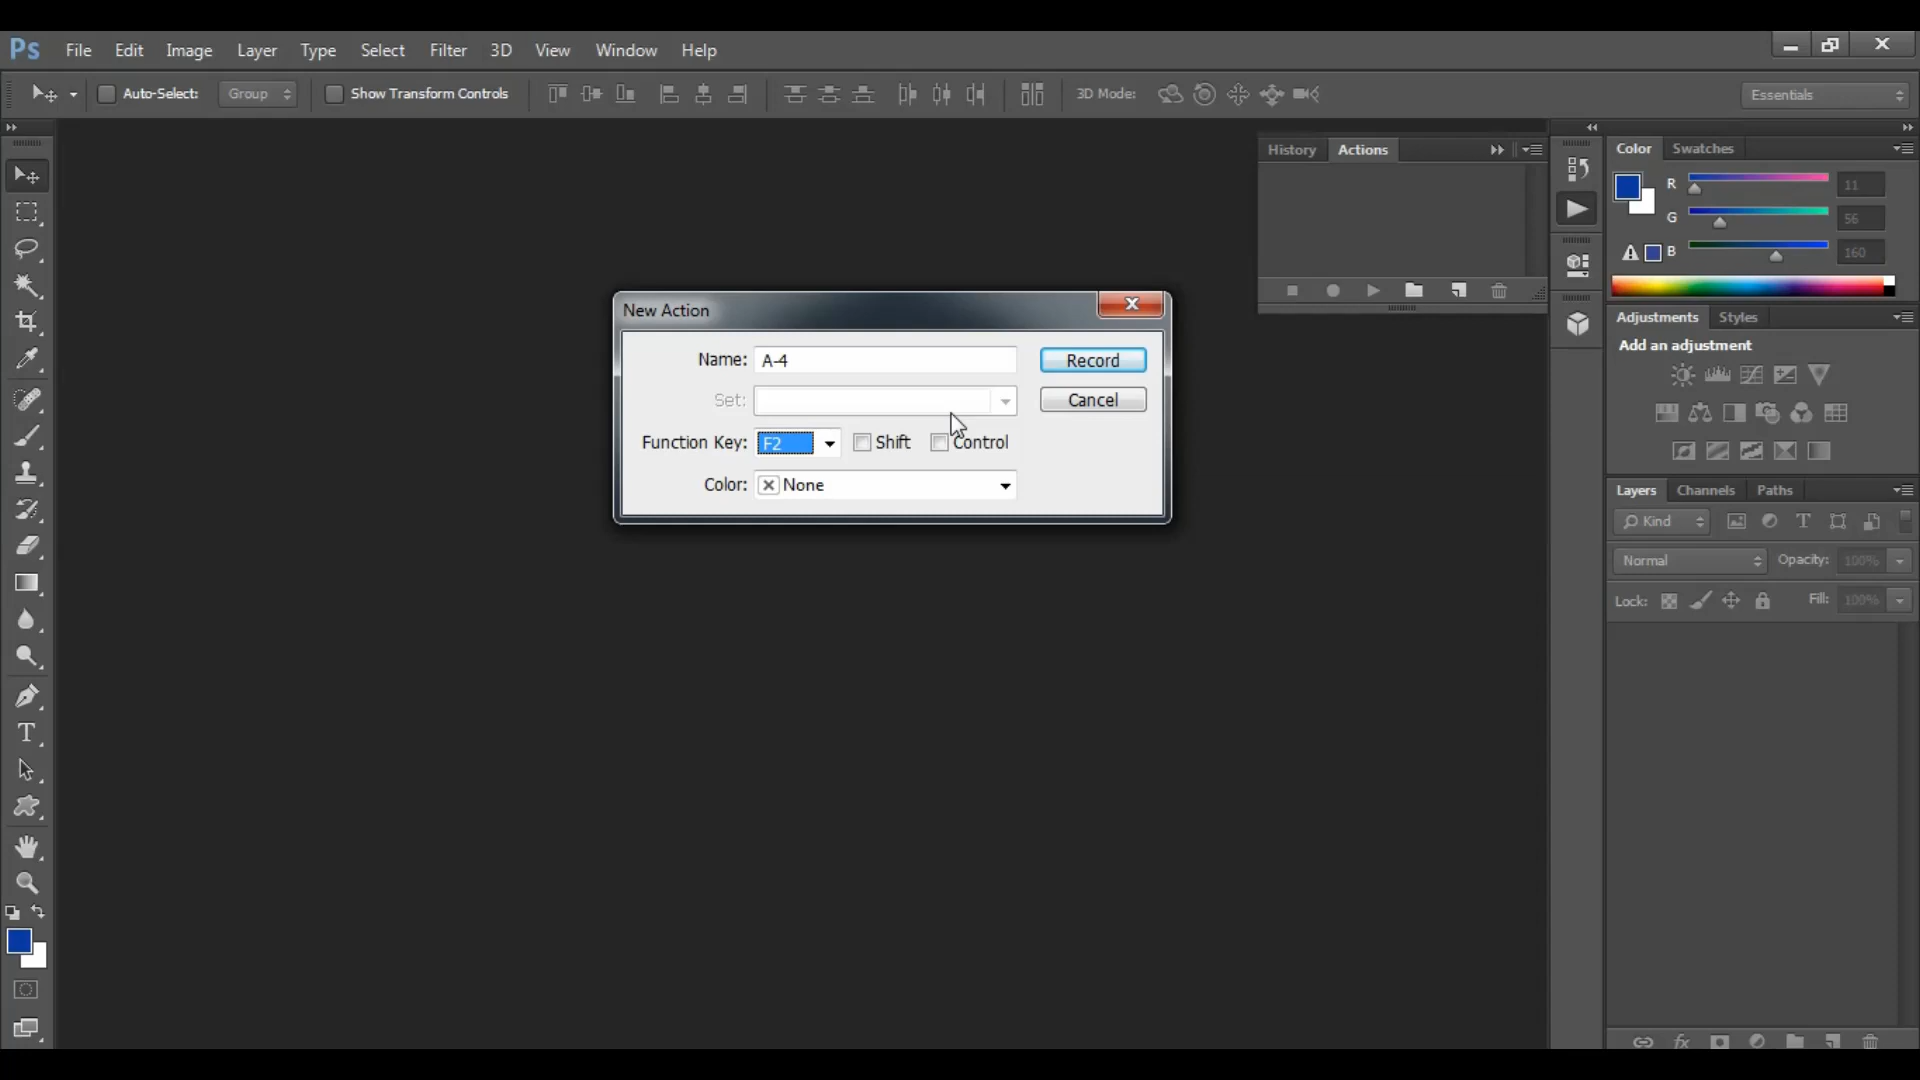 Ps File Edit Image Layer Type Select Filter 3D View Window Help
Auto-Select: Group Show Transform Controls 3D Mode: Essentials
History Actions
Color Swatches
R 11
G 56
B 160
Adjustments Styles
Add an adjustment
New Action
Name: A-4 Record
Set: Cancel
Function Key: F2 Shift Control
Color: None
Layers Channels Paths
Kind T
Normal Opacity: 100%
Lock: Fill: 100%
T
fx